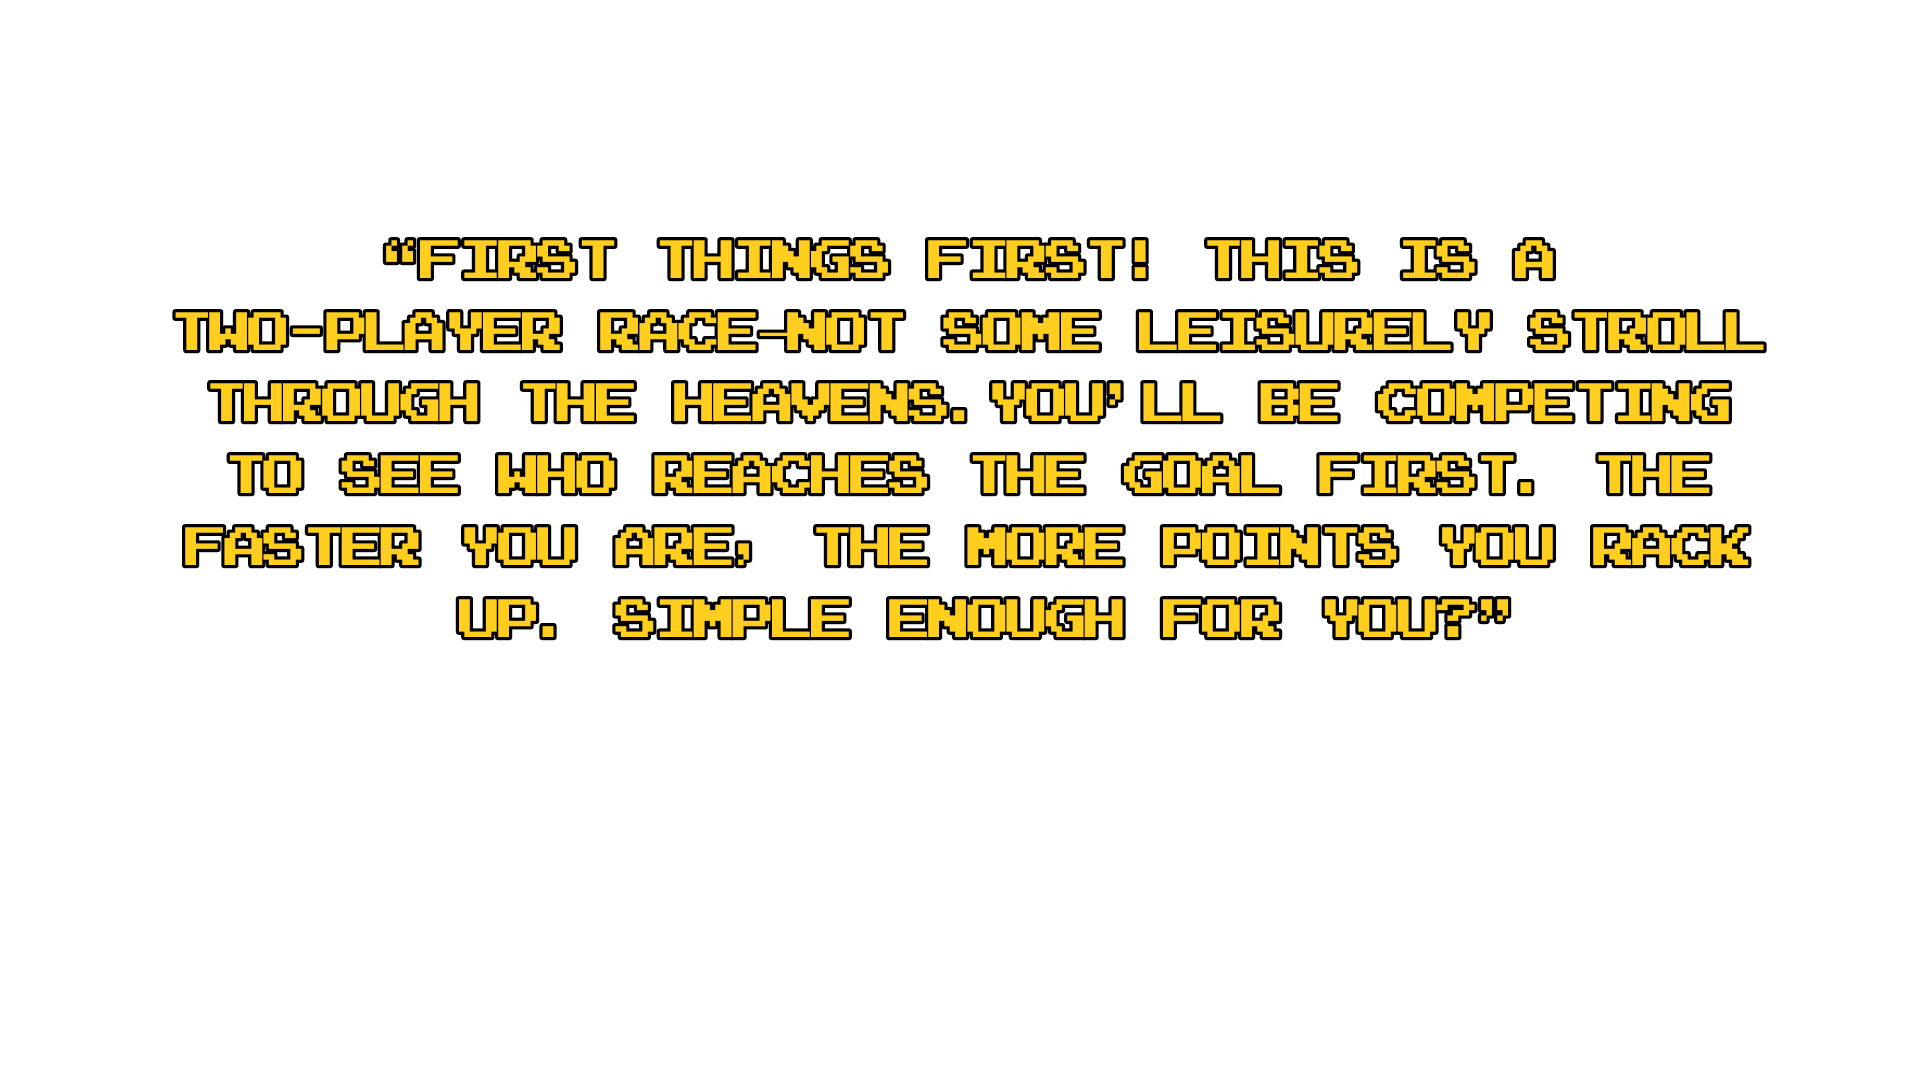 “FIRST THINGS FIRST! THIS IS A
TWO-PLAYER RACE—NOT SOME LEISURELY STROLL
THROUGH THE HEAVENS. YOU’LL BE COMPETING
TO SEE WHO REACHES THE GOAL FIRST. THE
FASTER YOU ARE, THE MORE POINTS YOU RACK
UP. SIMPLE ENOUGH FOR YOU?”